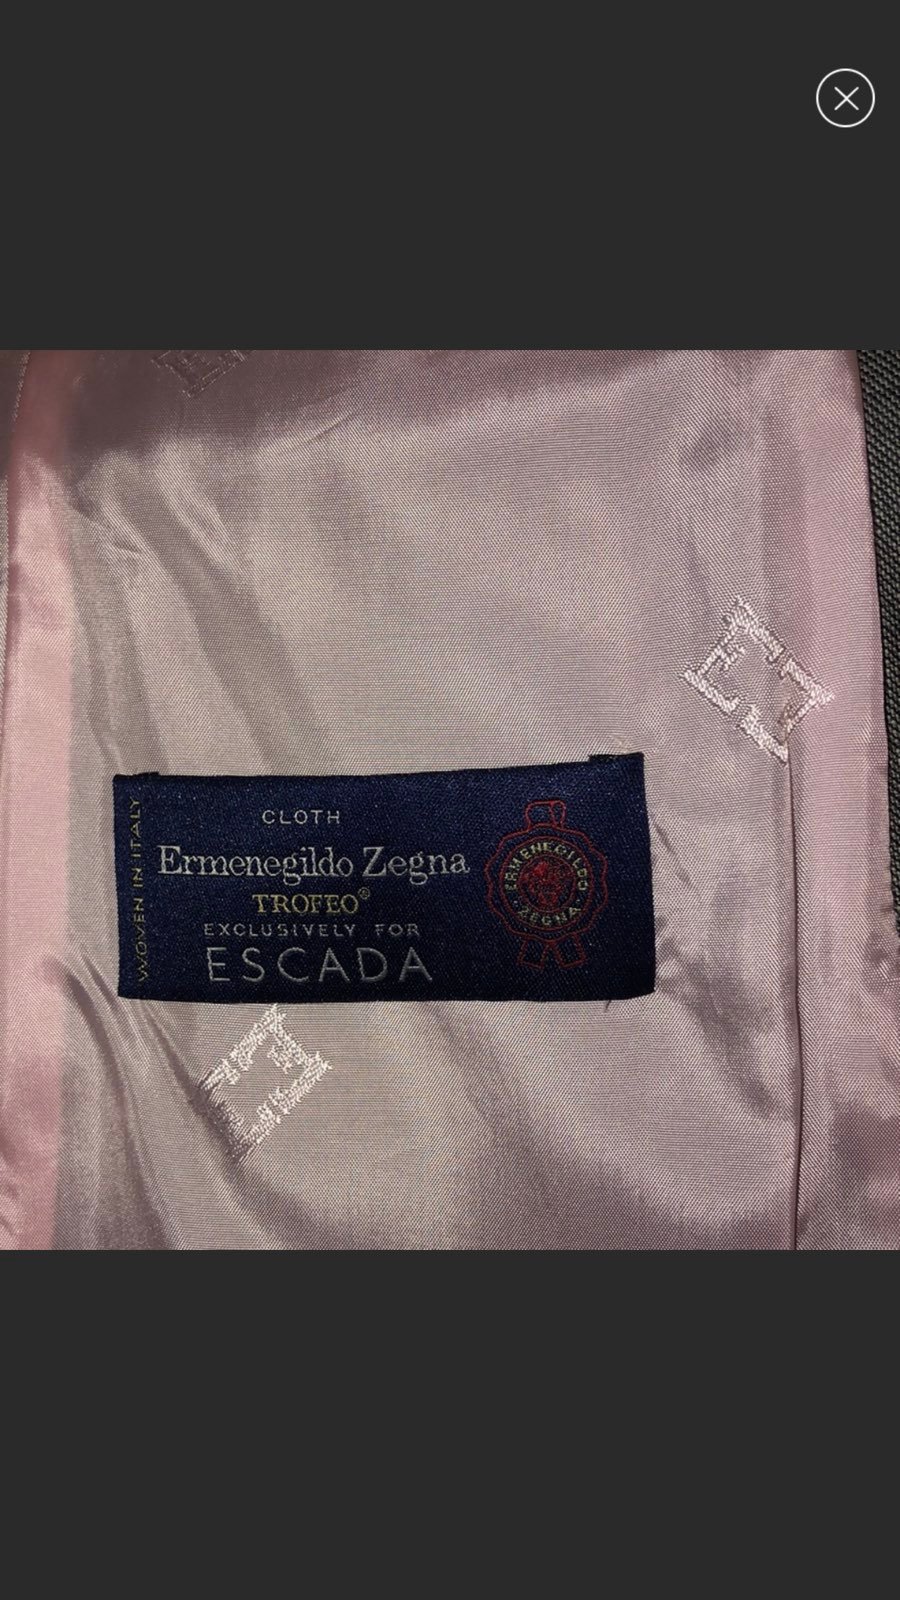 WOVEN IN ITALY
CLOTH
Ermenegildo Zegna
TROFEO®
EXCLUSIVELY FOR
ESCADA
ERMENEGILDO
ZEGNA